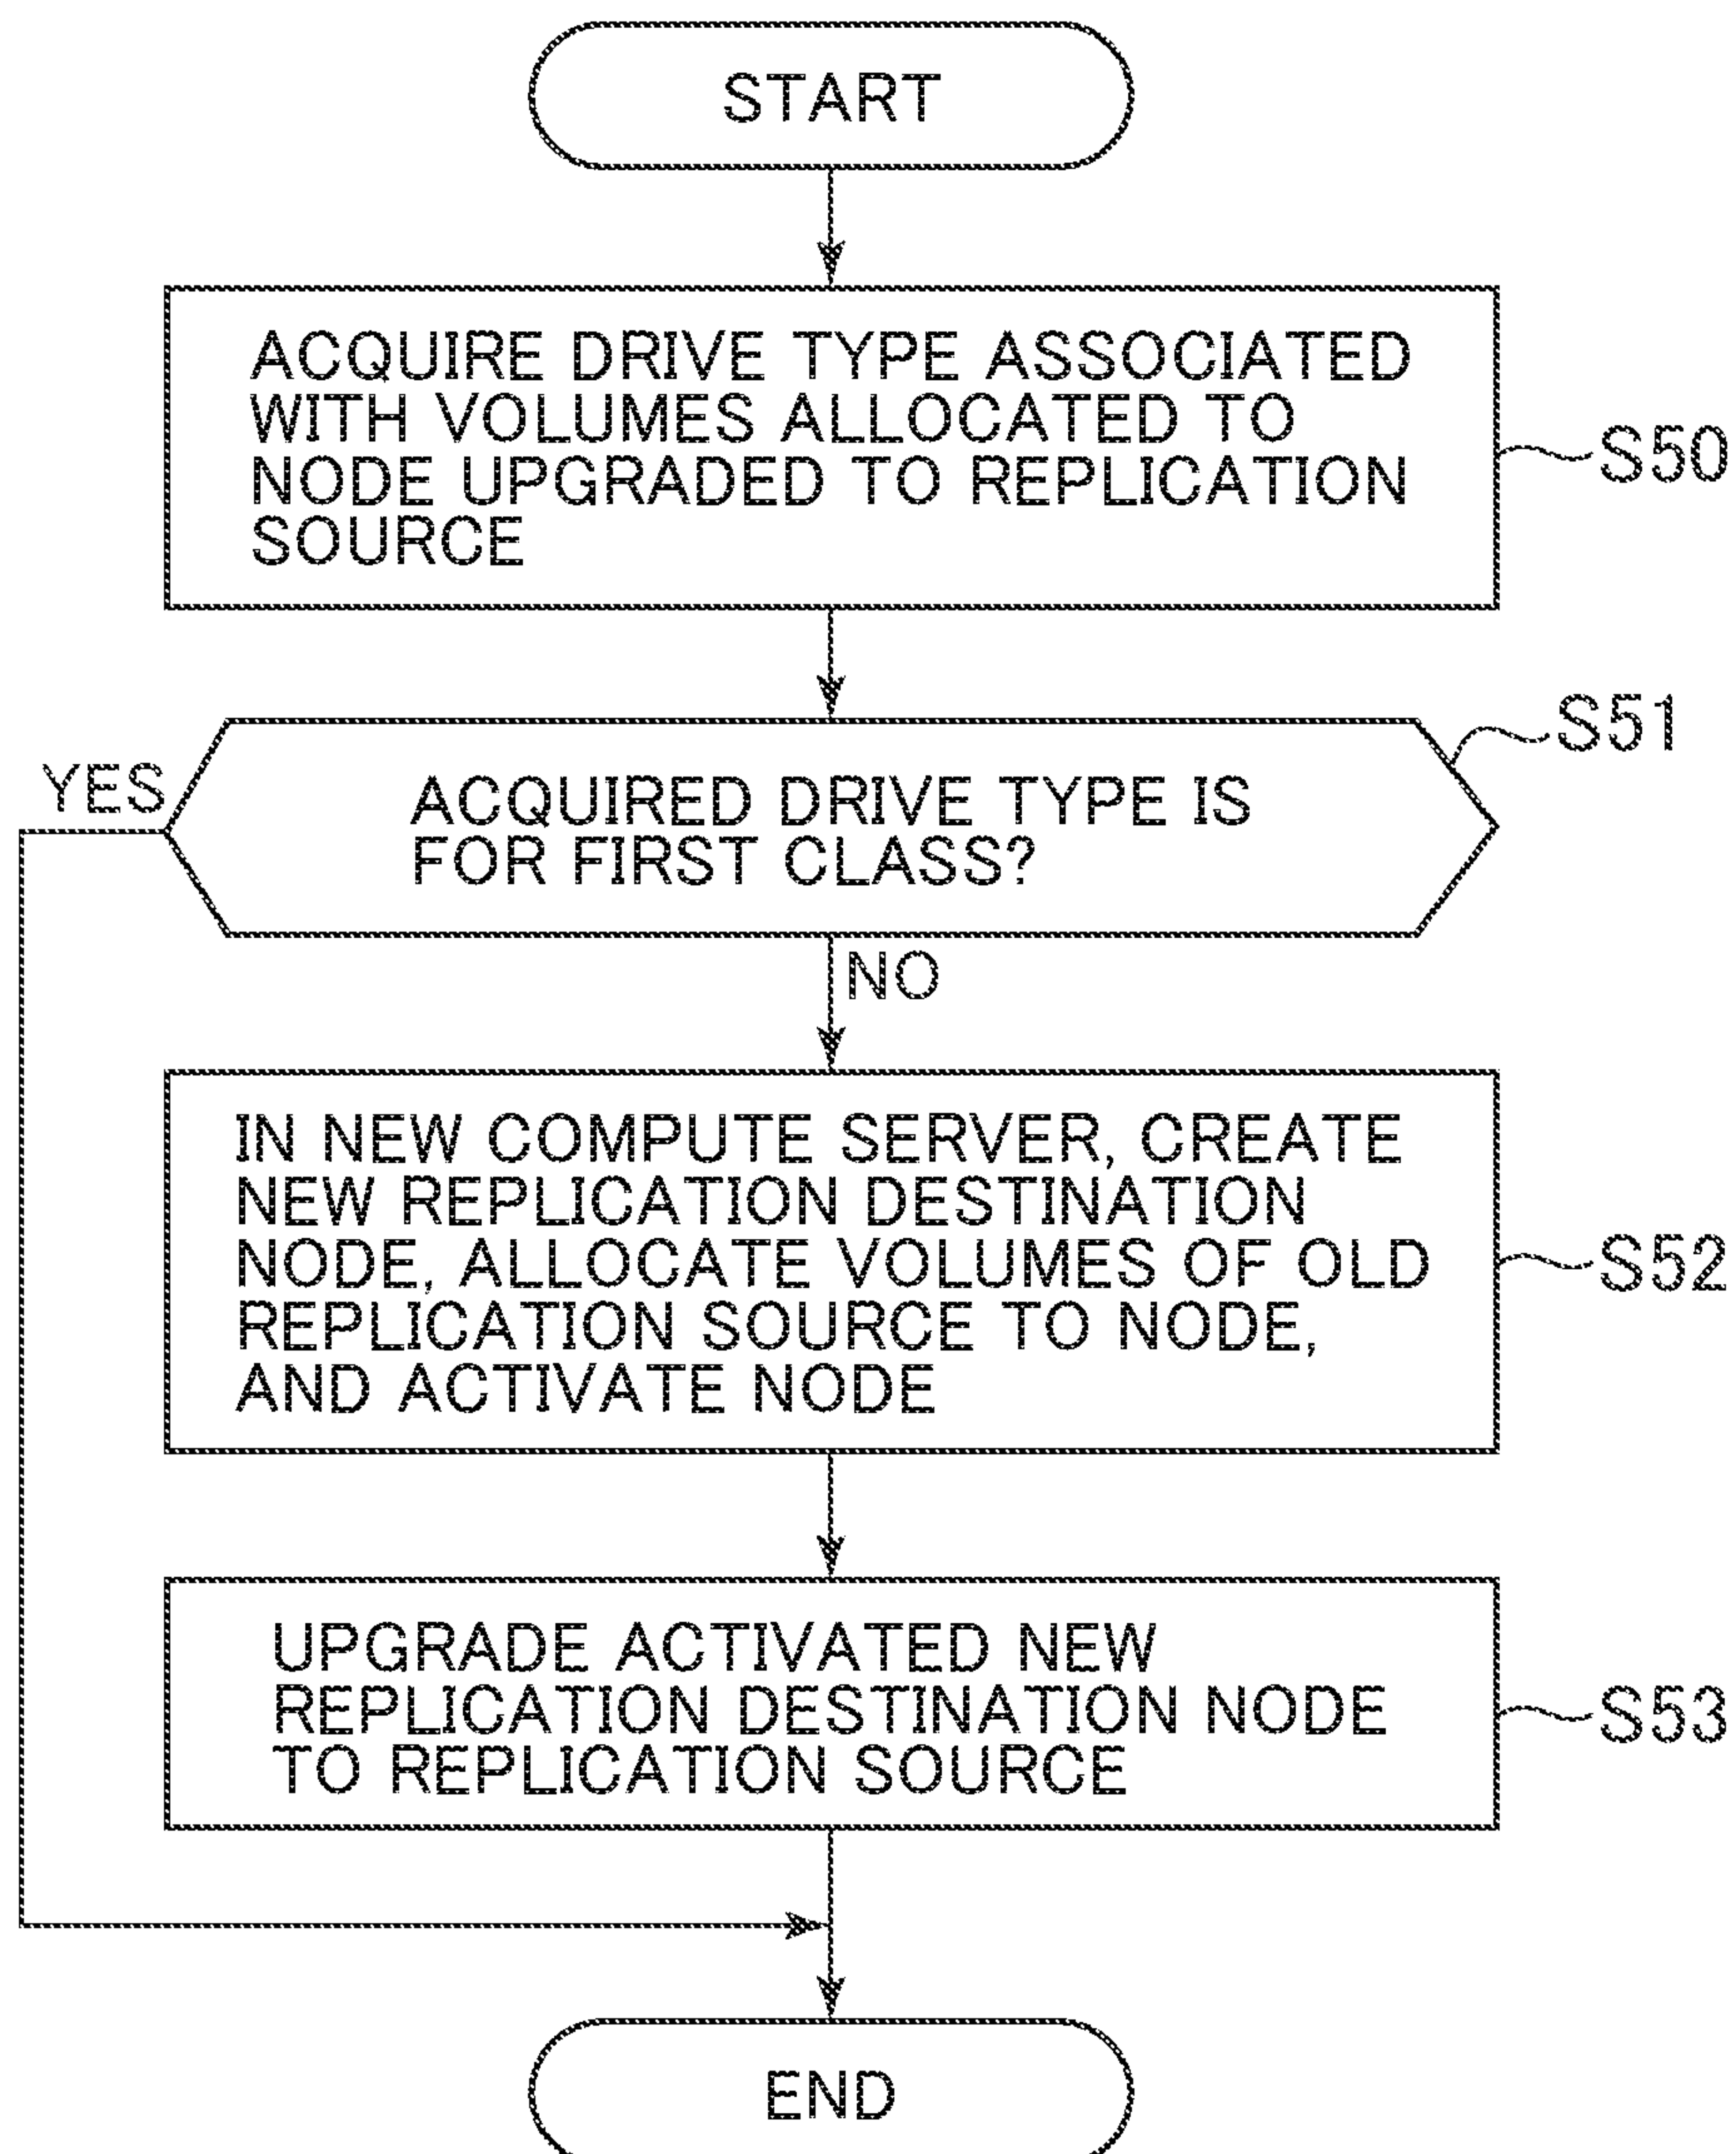 START
ACQUIRE DRIVE TYPE ASSOCIATED
WITH VOLUMES ALLOCATED TO
NODE UPGRADED TO REPLICATION
SOURCE
S50
S51
YES
ACQUIRED DRIVE TYPE IS
FOR FIRST CLASS?
NO
IN NEW COMPUTE SERVER, CREATE
NEW REPLICATION DESTINATION
NODE, ALLOCATE VOLUMES OF OLD
REPLICATION SOURCE TO NODE,
AND ACTIVATE NODE
S52
UPGRADE ACTIVATED NEW
REPLICATION DESTINATION NODE
TO REPLICATION SOURCE
S53
END